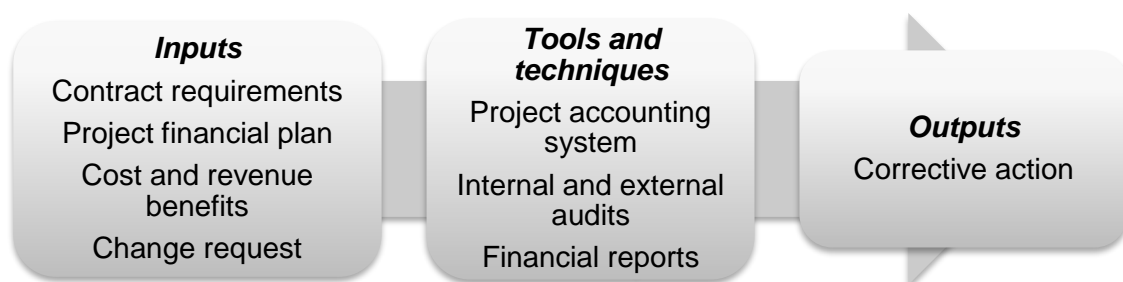 Inputs
Contract requirements
Project financial plan
Cost and revenue
benefits
Change request
Tools and
techniques
Project accounting
system
Internal and external
audits
Financial reports
Outputs
Corrective action